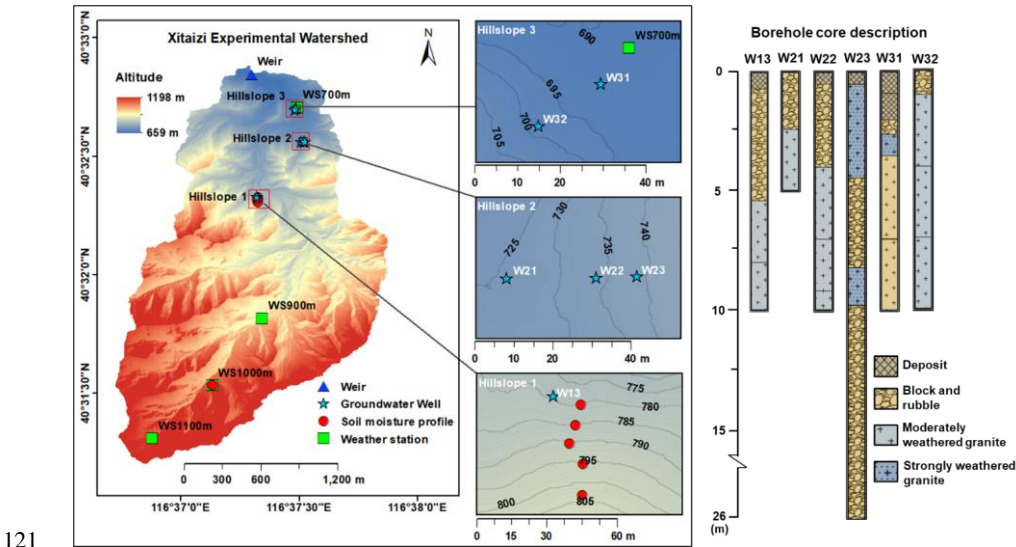 Xitaizi Experimental Watershed
N
Altitude
1198 m
659 m
Weir
Hillslope 3
WS700m
Hillslope 2
Hillslope 1
WS900m
WS1000m
WS1100m
Weir
Groundwater Well
Soil moisture profile
Weather station
0 300 600 1,200 m
40°33'0"N
40°32'30"N
40°32'0"N
40°31'30"N
40°31'0"N
116°37'0"E 116°37'30"E 116°38'0"E
Hillslope 3
690
WS700m
W31
695
W32
700
705
0 10 20 40 m
Hillslope 2
725
730
735
740
W21
W22
W23
0 10 20 40 m
Hillslope 1
W13
775
780
785
790
795
800
805
0 15 30 60 m
Borehole core description
W13 W21 W22 W23 W31 W32
0
5
10
15
26
(m)
Deposit
Block and
rubble
Moderately
weathered granite
Strongly weathered
granite
121